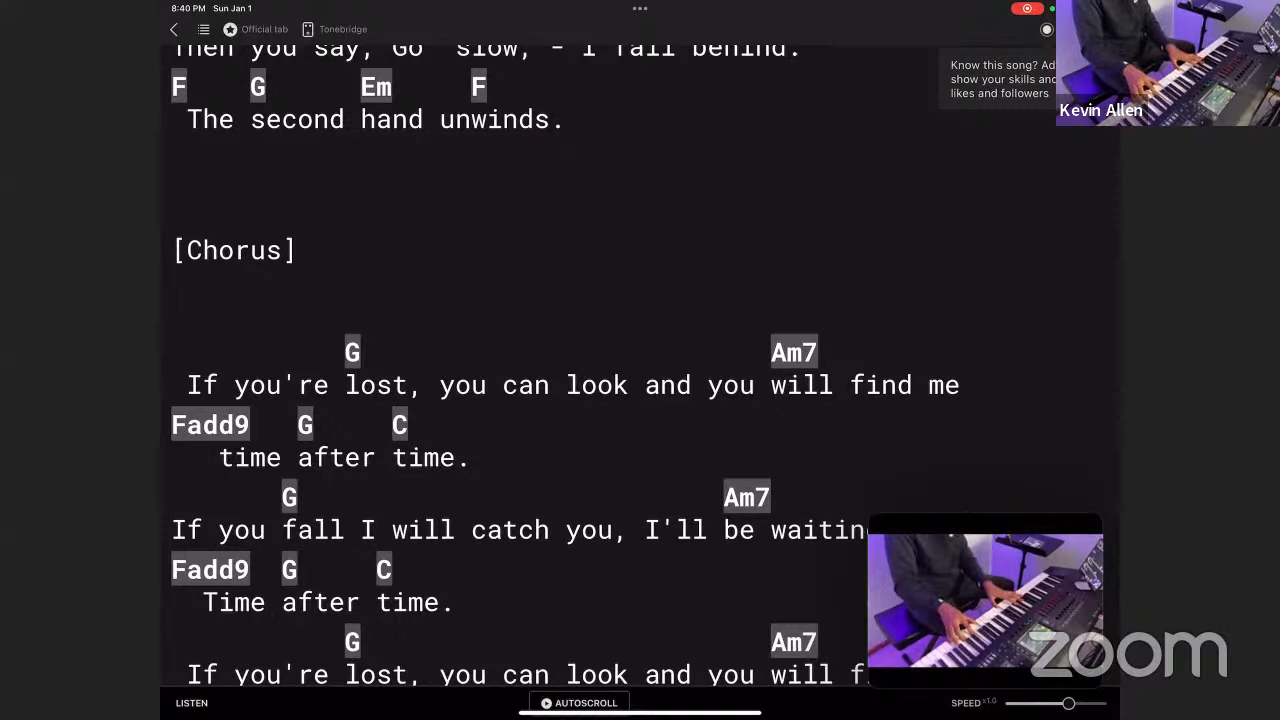 8:40 PM Sun Jan 1
Official tab Tonebridge
Then you say, Go slow, - I fall behind.
Know this song? Ad
show your skills and
likes and followers
Kevin Allen
F G Em F
The second hand unwinds.
[Chorus]
G Am7
If you're lost, you can look and you will find me
Fadd9 G C
time after time.
G Am7
If you fall I will catch you, I'll be waitin
Fadd9 G C
Time after time.
G Am7
If you're lost, you can look and you will f
zoom
LISTEN AUTOSCROLL SPEED x1.0